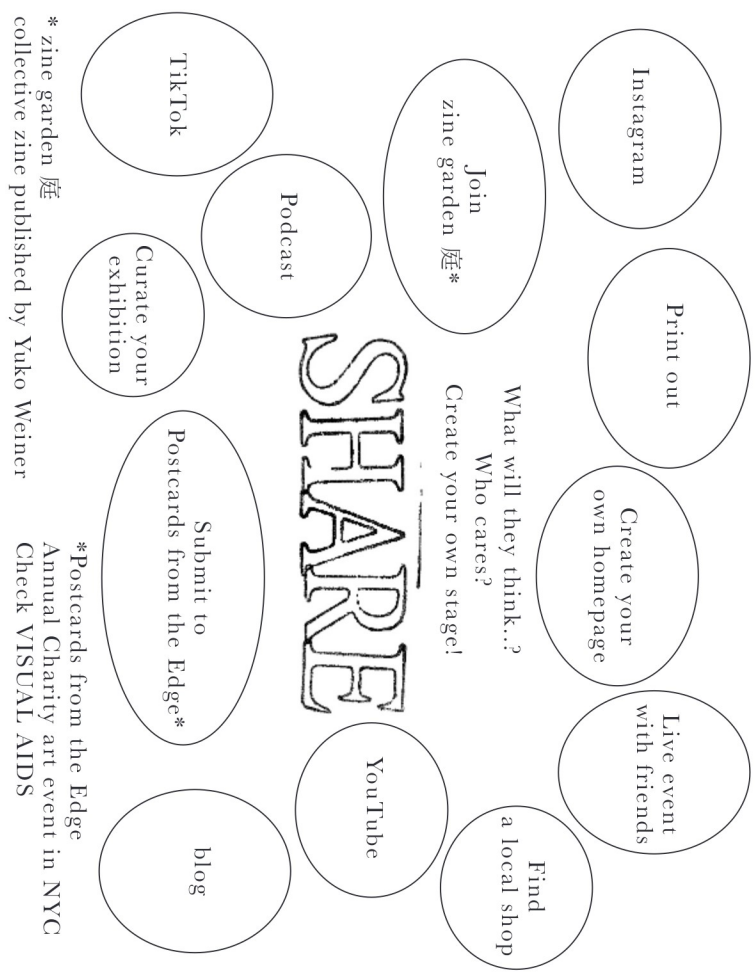 Instagram
Print out
Create your
own homepage
Live event
with friends
Join
zine garden 庭*
What will they think...?
Who cares?
Create your own stage!
Find
a local shop
SHARE
TikTok
Podcast
YouTube
Curate your
exhibition
Submit to
Postcards from the Edge*
blog
* zine garden 庭
collective zine published by Yuko Weiner
*Postcards from the Edge
Annual Charity art event in NYC
Check VISUAL AIDS